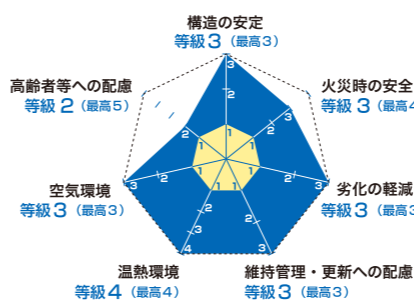 構造の安定
等級3（最高3）
高齢者等への配慮
等級2（最高5）
火災時の安全
等級3（最高4
空気環境
等級3（最高3）
劣化の軽減
等級3（最高3
温熱環境
等級4（最高4）
維持管理・更新への配慮
等級3（最高3）
3
2
1
3
2
1
3
2
1
3
2
1
4
3
2
1
3
2
1
2
1